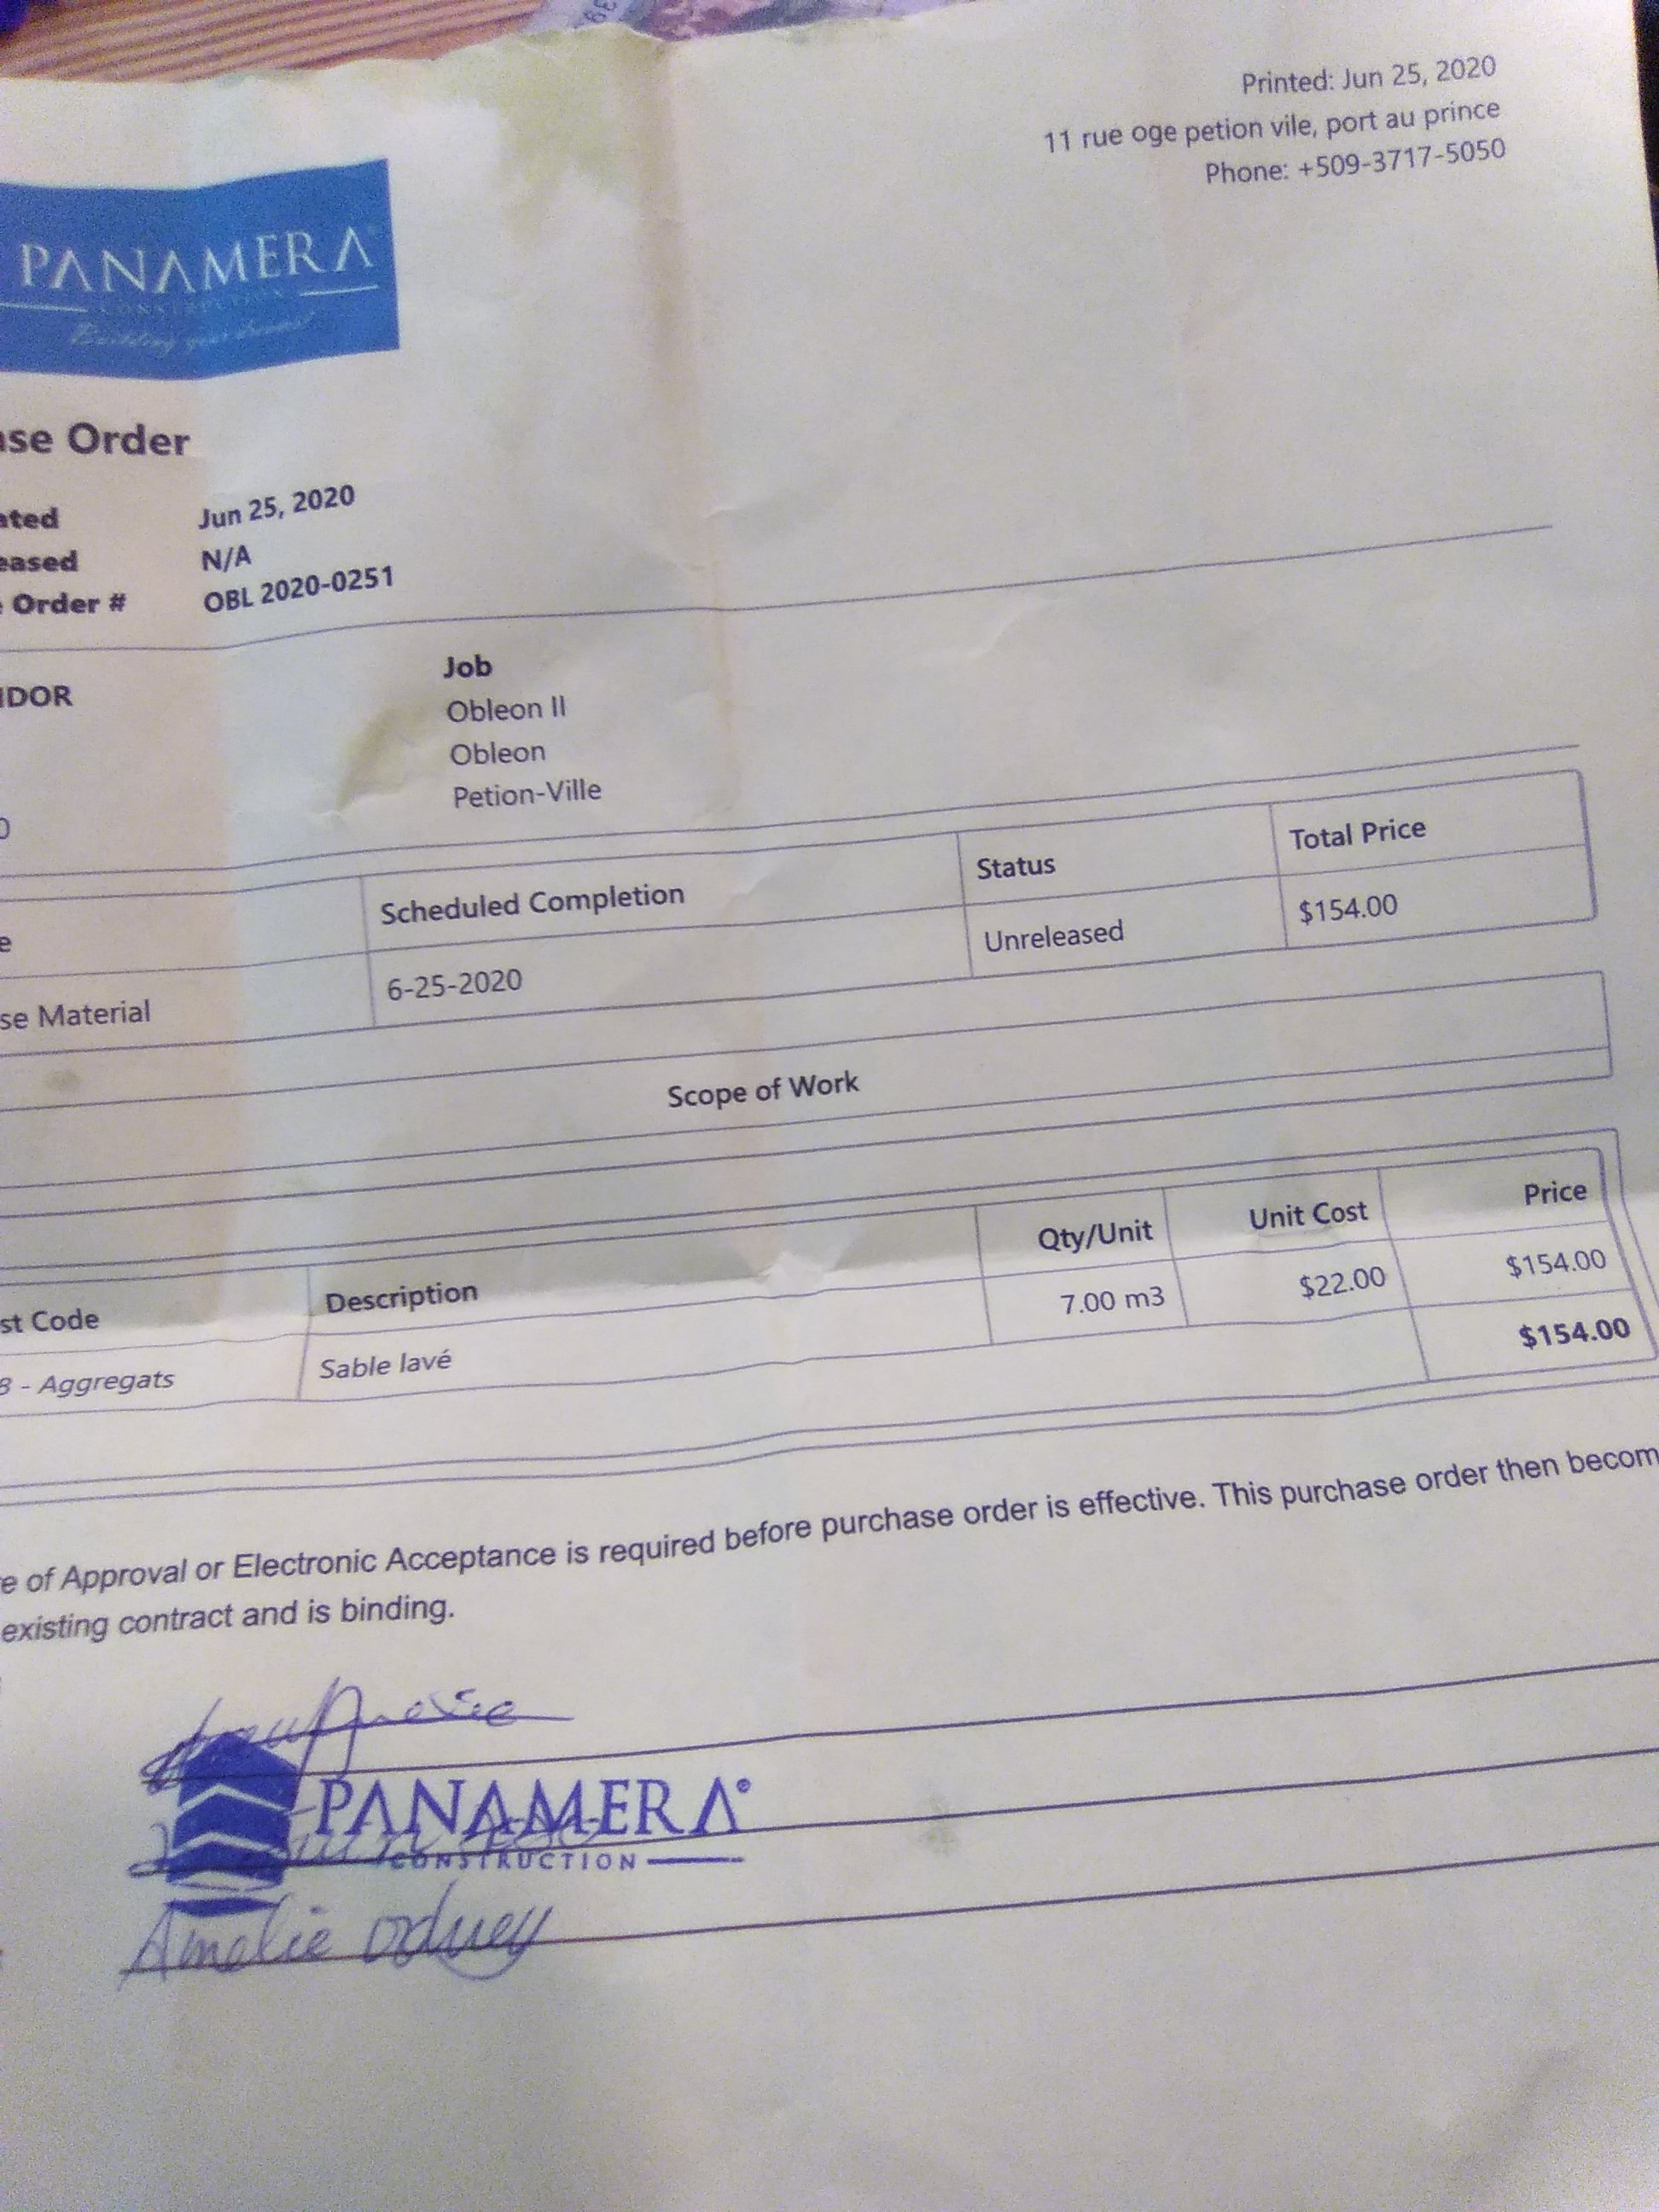 Printed: Jun 25, 2020
11 rue oge petion vile, port au prince
Phone: +509-3717-5050
PANAMERA
CONSTRUCTION
Building your dreams!
se Order
ated Jun 25, 2020
eased N/A
Order # OBL 2020-0251
Job
DOR
Obleon II
Obleon
Petion-Ville
0
e Scheduled Completion Status Total Price
se Material 6-25-2020 Unreleased $154.00
Scope of Work
st Code Description Qty/Unit Unit Cost Price
8 - Aggregats Sable lavé 7.00 m3 $22.00 $154.00
$154.00
e of Approval or Electronic Acceptance is required before purchase order is effective. This purchase order then becom
existing contract and is binding.
PANAMERA®
CONSTRUCTION
Amelie